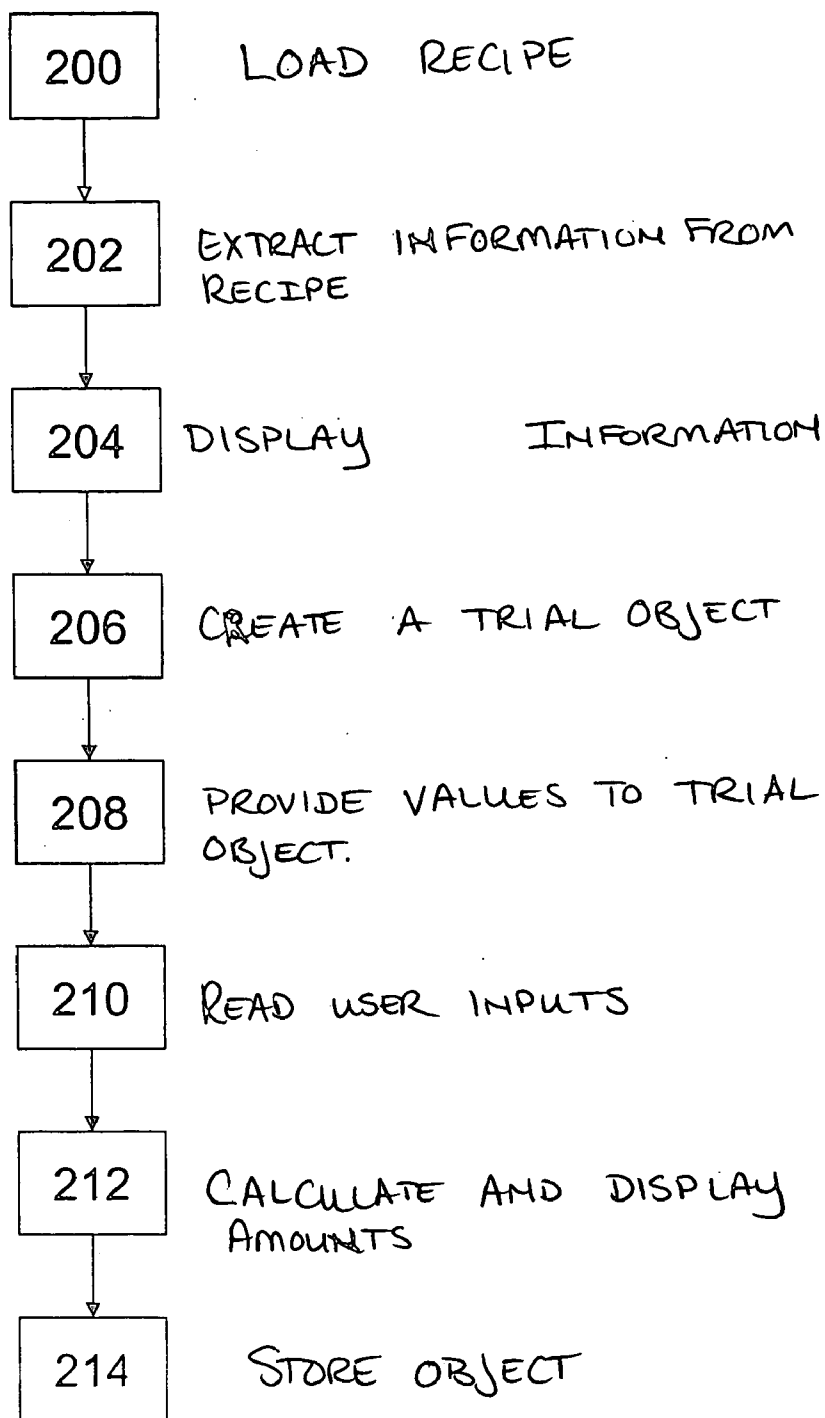 200 LOAD RECIPE
202 EXTRACT INFORMATION FROM
RECIPE
204 DISPLAY INFORMATION
206 CREATE A TRIAL OBJECT
208 PROVIDE VALUES TO TRIAL
OBJECT.
210 READ USER INPUTS
212 CALCULATE AND DISPLAY
AMOUNTS
214 STORE OBJECT